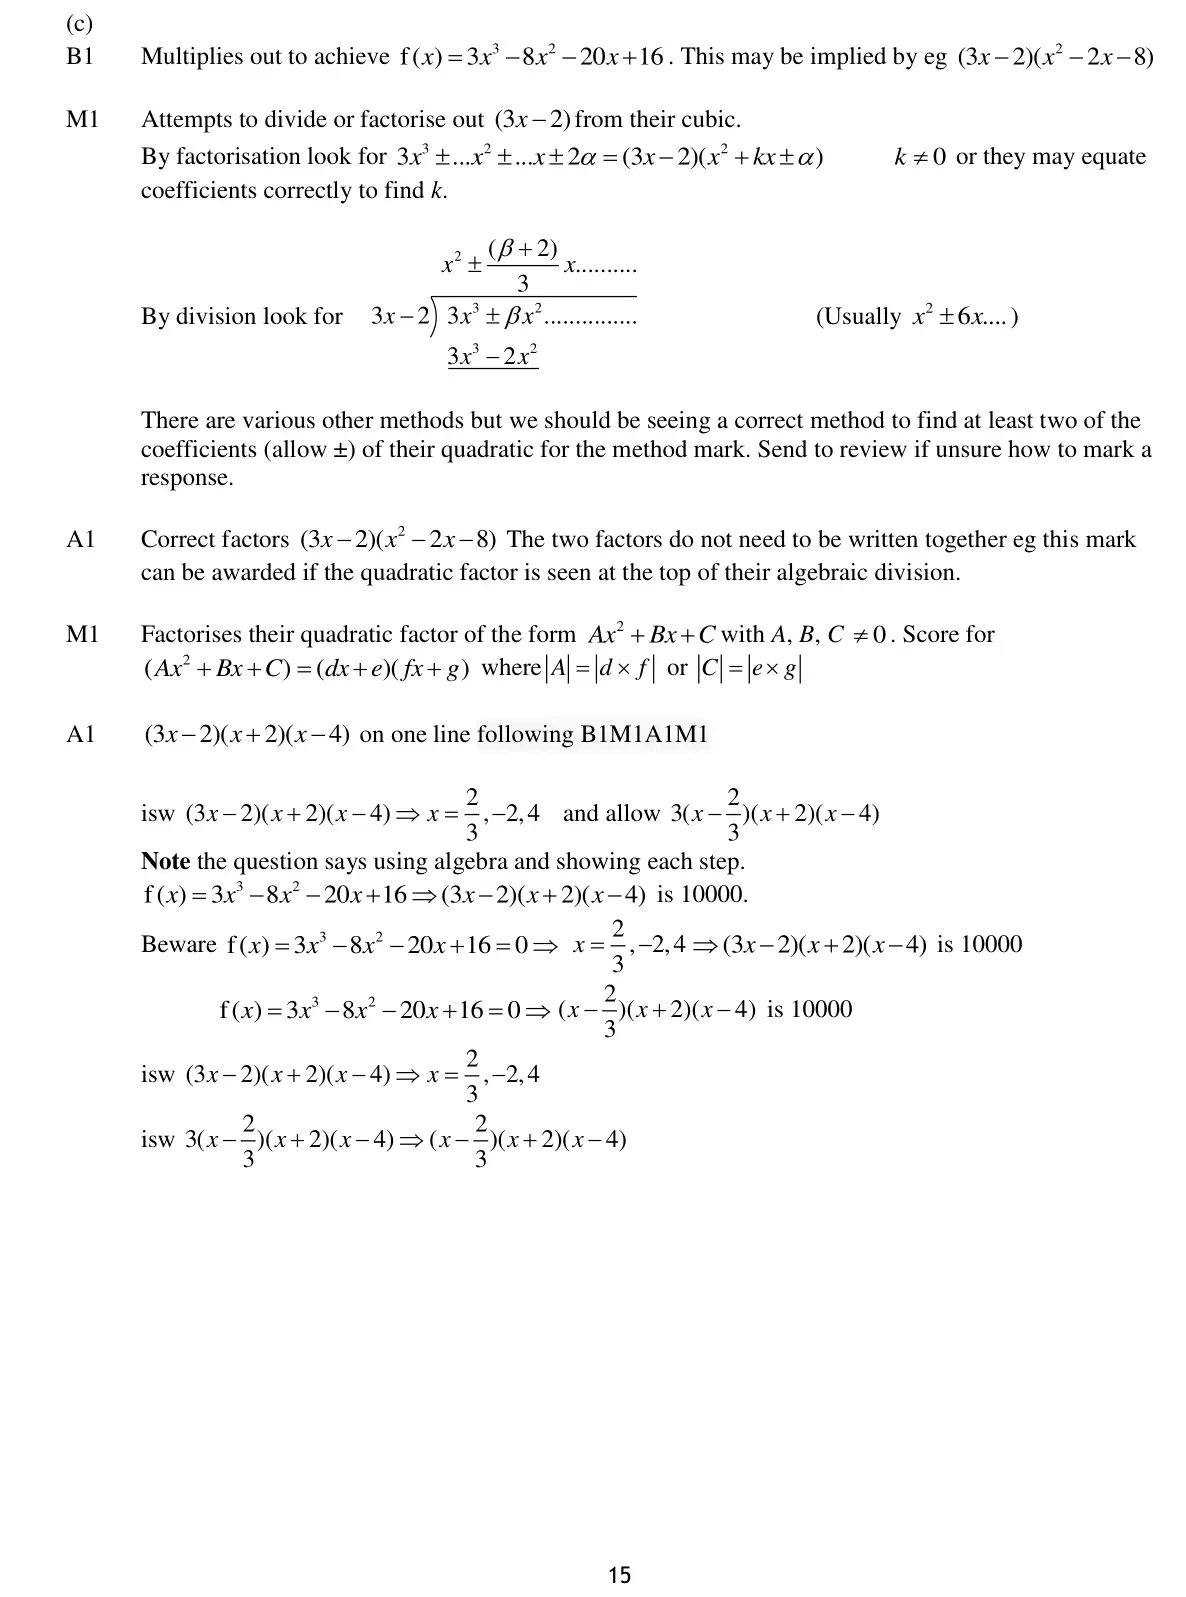 (c)
B1 Multiplies out to achieve f(x) = 3x³ − 8x² − 20x + 16. This may be implied by eg (3x − 2)(x² − 2x − 8)
M1 Attempts to divide or factorise out (3x − 2) from their cubic.
By factorisation look for 3x³ ± ...x² ± ...x ± 2α = (3x − 2)(x² + kx ± α) k ≠ 0 or they may equate
coefficients correctly to find k.
x² ± (β + 2)/3 x..........
By division look for 3x − 2) 3x³ ± βx²............... (Usually x² ± 6x....)
3x³ − 2x²
There are various other methods but we should be seeing a correct method to find at least two of the
coefficients (allow ±) of their quadratic for the method mark. Send to review if unsure how to mark a
response.
A1 Correct factors (3x − 2)(x² − 2x − 8) The two factors do not need to be written together eg this mark
can be awarded if the quadratic factor is seen at the top of their algebraic division.
M1 Factorises their quadratic factor of the form Ax² + Bx + C with A, B, C ≠ 0. Score for
(Ax² + Bx + C) = (dx + e)(fx + g) where |A| = |d × f| or |C| = |e × g|
A1 (3x − 2)(x + 2)(x − 4) on one line following B1M1A1M1
isw (3x − 2)(x + 2)(x − 4) ⇒ x = 2/3, −2, 4 and allow 3(x − 2/3)(x + 2)(x − 4)
Note the question says using algebra and showing each step.
f(x) = 3x³ − 8x² − 20x + 16 ⇒ (3x − 2)(x + 2)(x − 4) is 10000.
Beware f(x) = 3x³ − 8x² − 20x + 16 = 0 ⇒ x = 2/3, −2, 4 ⇒ (3x − 2)(x + 2)(x − 4) is 10000
f(x) = 3x³ − 8x² − 20x + 16 = 0 ⇒ (x − 2/3)(x + 2)(x − 4) is 10000
isw (3x − 2)(x + 2)(x − 4) ⇒ x = 2/3, −2, 4
isw 3(x − 2/3)(x + 2)(x − 4) ⇒ (x − 2/3)(x + 2)(x − 4)
15